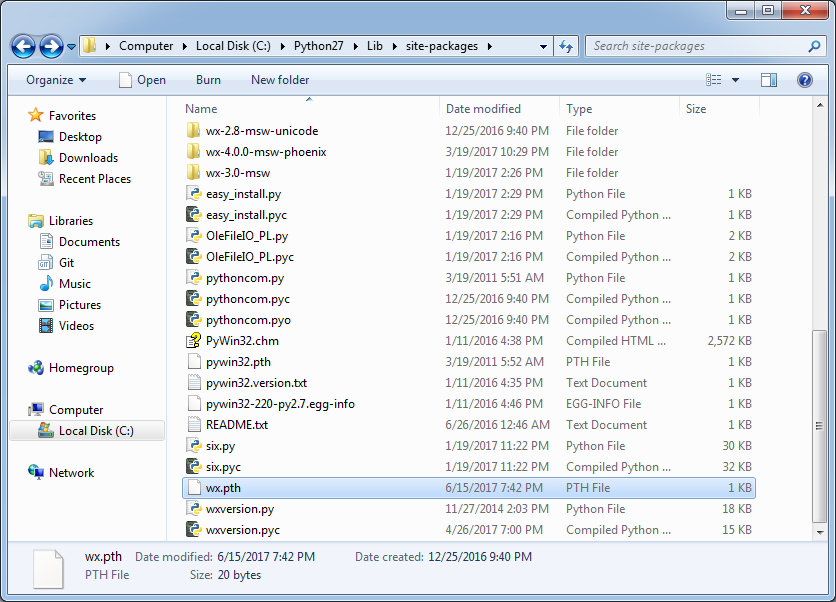 Computer Local Disk (C:) Python27 Lib site-packages Search site-packages
Organize Open Burn New folder
Name Date modified Type Size
Favorites
Desktop
Downloads
Recent Places
Libraries
Documents
Git
Music
Pictures
Videos
Homegroup
Computer
Local Disk (C:)
Network
wx-2.8-msw-unicode 12/25/2016 9:40 PM File folder
wx-4.0.0-msw-phoenix 3/19/2017 10:29 PM File folder
wx-3.0-msw 1/19/2017 2:26 PM File folder
easy_install.py 1/19/2017 2:29 PM Python File 1 KB
easy_install.pyc 1/19/2017 2:29 PM Compiled Python ... 1 KB
OleFileIO_PL.py 1/19/2017 2:16 PM Python File 2 KB
OleFileIO_PL.pyc 1/19/2017 2:16 PM Compiled Python ... 2 KB
pythoncom.py 3/19/2011 5:51 AM Python File 1 KB
pythoncom.pyc 12/25/2016 9:40 PM Compiled Python ... 1 KB
pythoncom.pyo 12/25/2016 9:40 PM Compiled Python ... 1 KB
PyWin32.chm 1/11/2016 4:38 PM Compiled HTML ... 2,572 KB
pywin32.pth 3/19/2011 5:52 AM PTH File 1 KB
pywin32.version.txt 1/11/2016 4:35 PM Text Document 1 KB
pywin32-220-py2.7.egg-info 1/11/2016 4:46 PM EGG-INFO File 1 KB
README.txt 6/26/2016 12:46 AM Text Document 1 KB
six.py 1/19/2017 11:22 PM Python File 30 KB
six.pyc 1/19/2017 11:22 PM Compiled Python ... 32 KB
wx.pth 6/15/2017 7:42 PM PTH File 1 KB
wxversion.py 11/27/2014 2:03 PM Python File 18 KB
wxversion.pyc 4/26/2017 7:00 PM Compiled Python ... 15 KB
wx.pth Date modified: 6/15/2017 7:42 PM Date created: 12/25/2016 9:40 PM
PTH File Size: 20 bytes